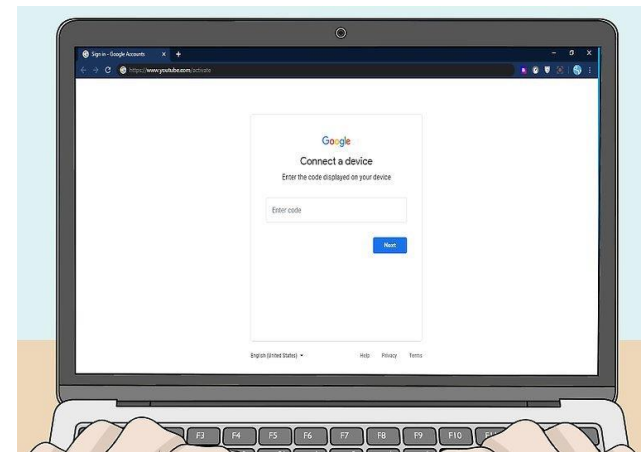 Sign in - Google Accounts
https://www.youtube.com/activate
Google
Connect a device
Enter the code displayed on your device
Enter code
Next
English (United States) Help Privacy Terms
F3 F4 F5 F6 F7 F8 F9 F10